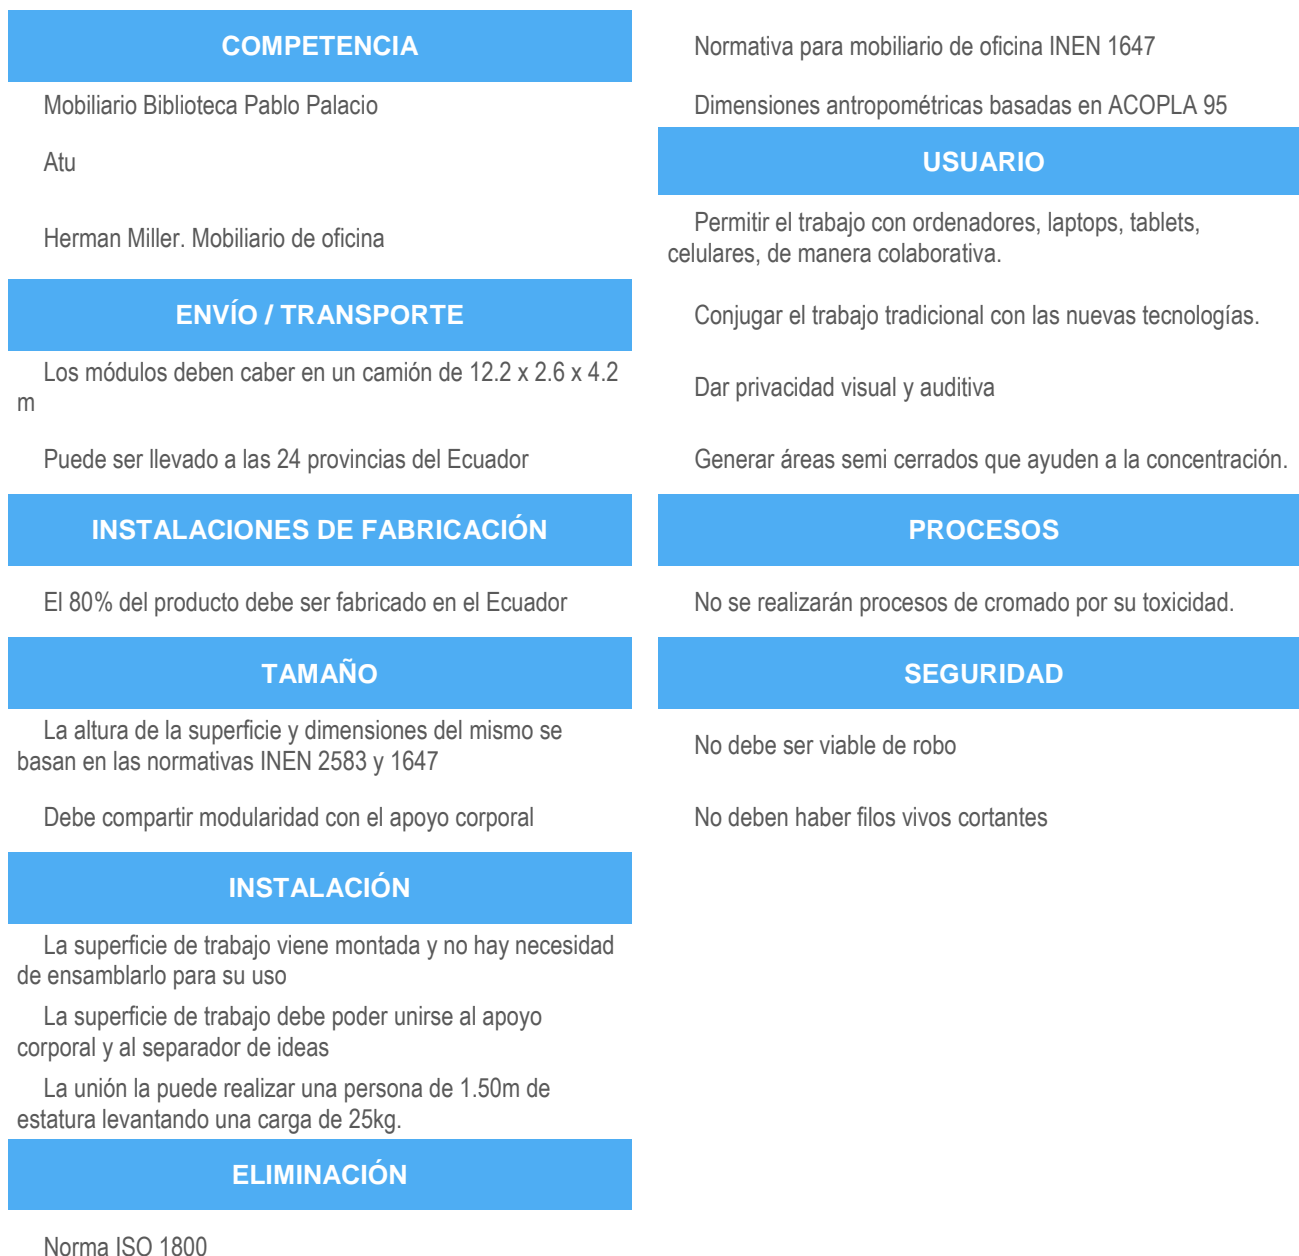 COMPETENCIA
Mobiliario Biblioteca Pablo Palacio
Atu
Herman Miller. Mobiliario de oficina
ENVÍO / TRANSPORTE
Los módulos deben caber en un camión de 12.2 x 2.6 x 4.2
m
Puede ser llevado a las 24 provincias del Ecuador
INSTALACIONES DE FABRICACIÓN
El 80% del producto debe ser fabricado en el Ecuador
TAMAÑO
La altura de la superficie y dimensiones del mismo se
basan en las normativas INEN 2583 y 1647
Debe compartir modularidad con el apoyo corporal
INSTALACIÓN
La superficie de trabajo viene montada y no hay necesidad
de ensamblarlo para su uso
La superficie de trabajo debe poder unirse al apoyo
corporal y al separador de ideas
La unión la puede realizar una persona de 1.50m de
estatura levantando una carga de 25kg.
ELIMINACIÓN
Norma ISO 1800
Normativa para mobiliario de oficina INEN 1647
Dimensiones antropométricas basadas en ACOPLA 95
USUARIO
Permitir el trabajo con ordenadores, laptops, tablets,
celulares, de manera colaborativa.
Conjugar el trabajo tradicional con las nuevas tecnologías.
Dar privacidad visual y auditiva
Generar áreas semi cerrados que ayuden a la concentración.
PROCESOS
No se realizarán procesos de cromado por su toxicidad.
SEGURIDAD
No debe ser viable de robo
No deben haber filos vivos cortantes